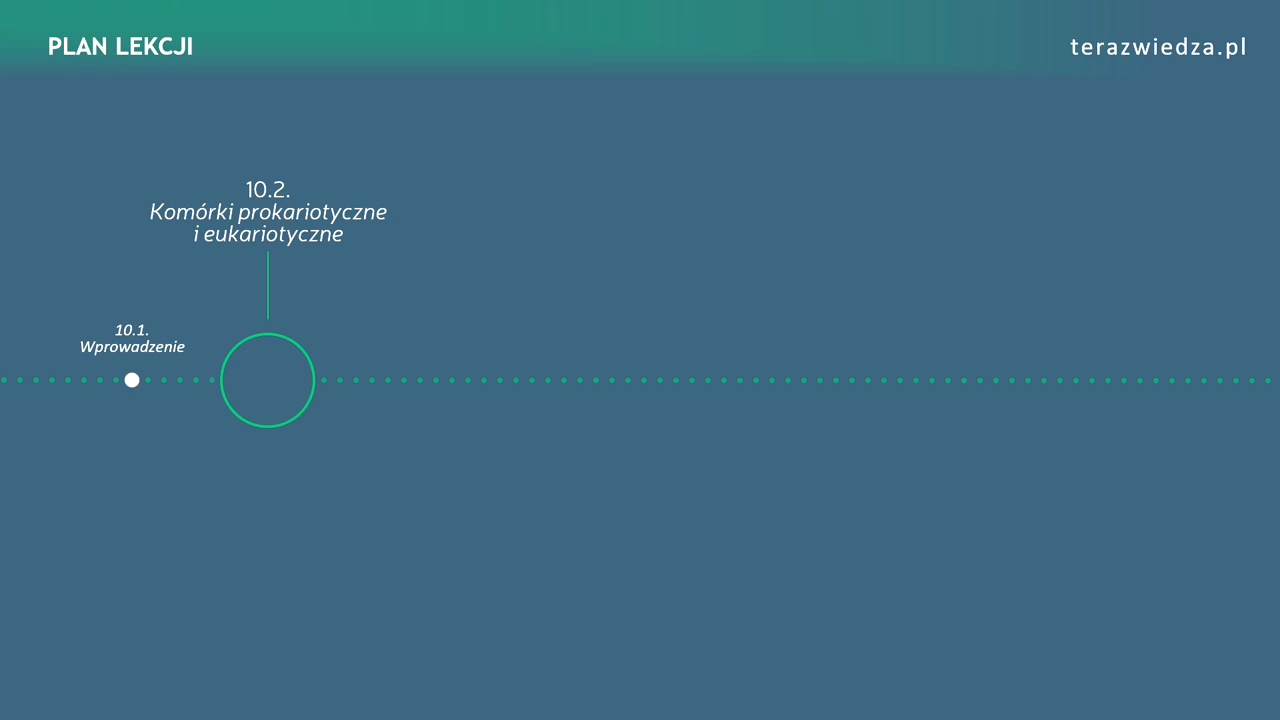 PLAN LEKCJI
terazwiedza.pl
10.2.
Komórki prokariotyczne
i eukariotyczne
10.1.
Wprowadzenie